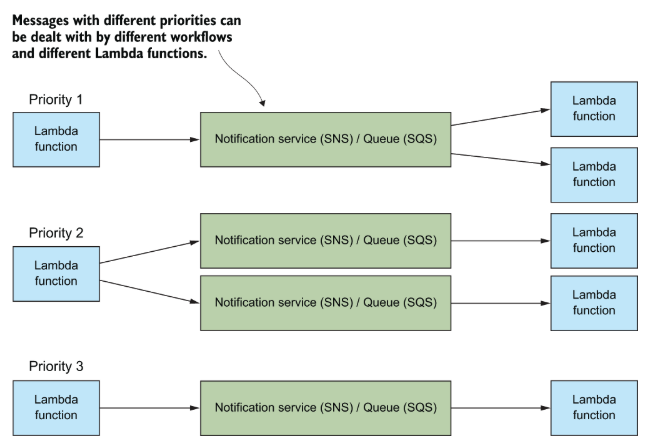 Messages with different priorities can
be dealt with by different workflows
and different Lambda functions.
Priority 1
Lambda
function
Notification service (SNS) / Queue (SQS)
Lambda
function
Lambda
function
Priority 2
Lambda
function
Notification service (SNS) / Queue (SQS)
Lambda
function
Notification service (SNS) / Queue (SQS)
Lambda
function
Priority 3
Lambda
function
Notification service (SNS) / Queue (SQS)
Lambda
function